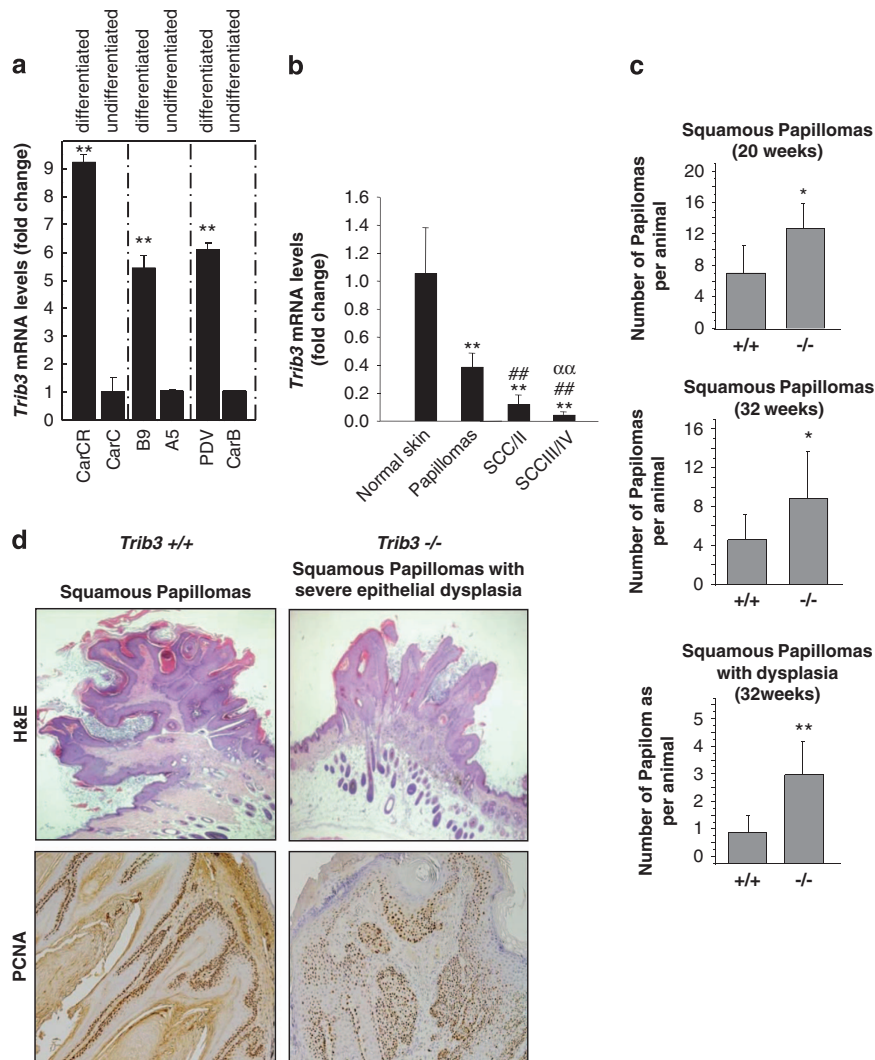 a
differentiated
undifferentiated
differentiated
undifferentiated
differentiated
undifferentiated
Trib3 mRNA levels (fold change)
9
8
7
6
5
4
3
2
1
0
**
**
**
CarCR
CarC
B9
A5
PDV
CarB
b
Trib3 mRNA levels
(fold change)
1.6
1.4
1.2
1.0
0.8
0.6
0.4
0.2
0.0
**
##
**
αα
##
**
Normal skin
Papillomas
SCC/II
SCCIII/IV
c
Squamous Papillomas
(20 weeks)
Number of Papilomas
per animal
20
16
12
8
4
0
*
+/+ -/-
Squamous Papillomas
(32 weeks)
Number of Papilomas
per animal
16
12
8
4
0
*
+/+ -/-
Squamous Papillomas
with dysplasia
(32weeks)
Number of Papilom as
per animal
5
4
3
2
1
0
**
+/+ -/-
d
Trib3 +/+
Squamous Papillomas
Trib3 -/-
Squamous Papillomas with
severe epithelial dysplasia
H&E
PCNA